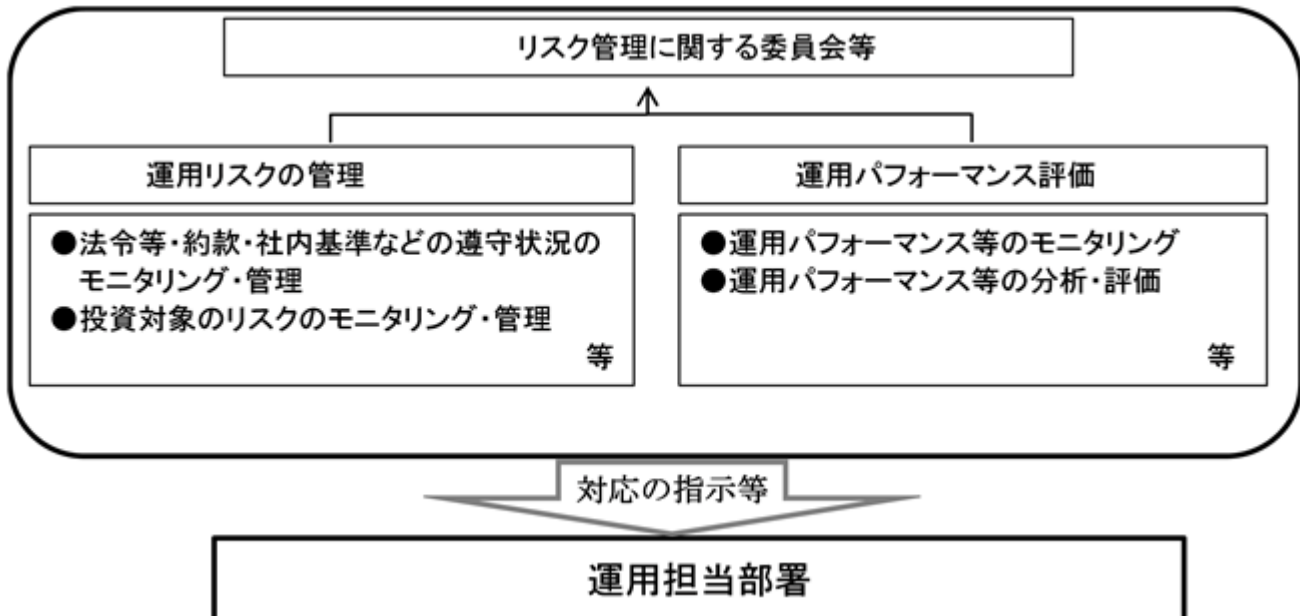 リスク管理に関する委員会等
運用リスクの管理
●法令等・約款・社内基準などの遵守状況の
モニタリング・管理
●投資対象のリスクのモニタリング・管理
等
運用パフォーマンス評価
●運用パフォーマンス等のモニタリング
●運用パフォーマンス等の分析・評価
等
対応の指示等
運用担当部署